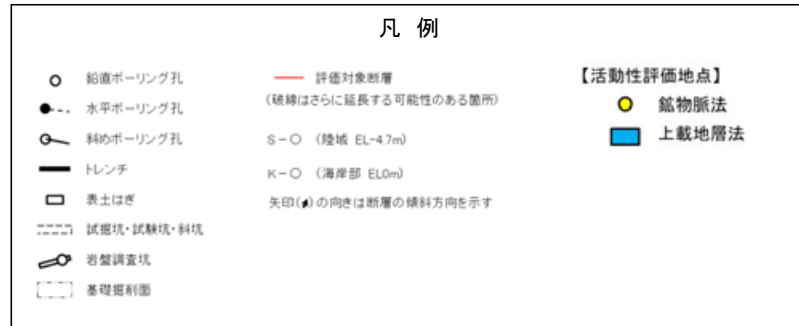 凡 例
鉛直ボーリング孔
水平ボーリング孔
斜めボーリング孔
トレンチ
表土はぎ
試掘坑・試験坑・斜坑
岩盤調査坑
基礎掘削面
評価対象断層
(破線はさらに延長する可能性のある箇所)
S-○ (陸域 EL-4.7m)
K-○ (海岸部 EL0m)
矢印( )の向きは断層の傾斜方向を示す
【活動性評価地点】
鉱物脈法
上載地層法